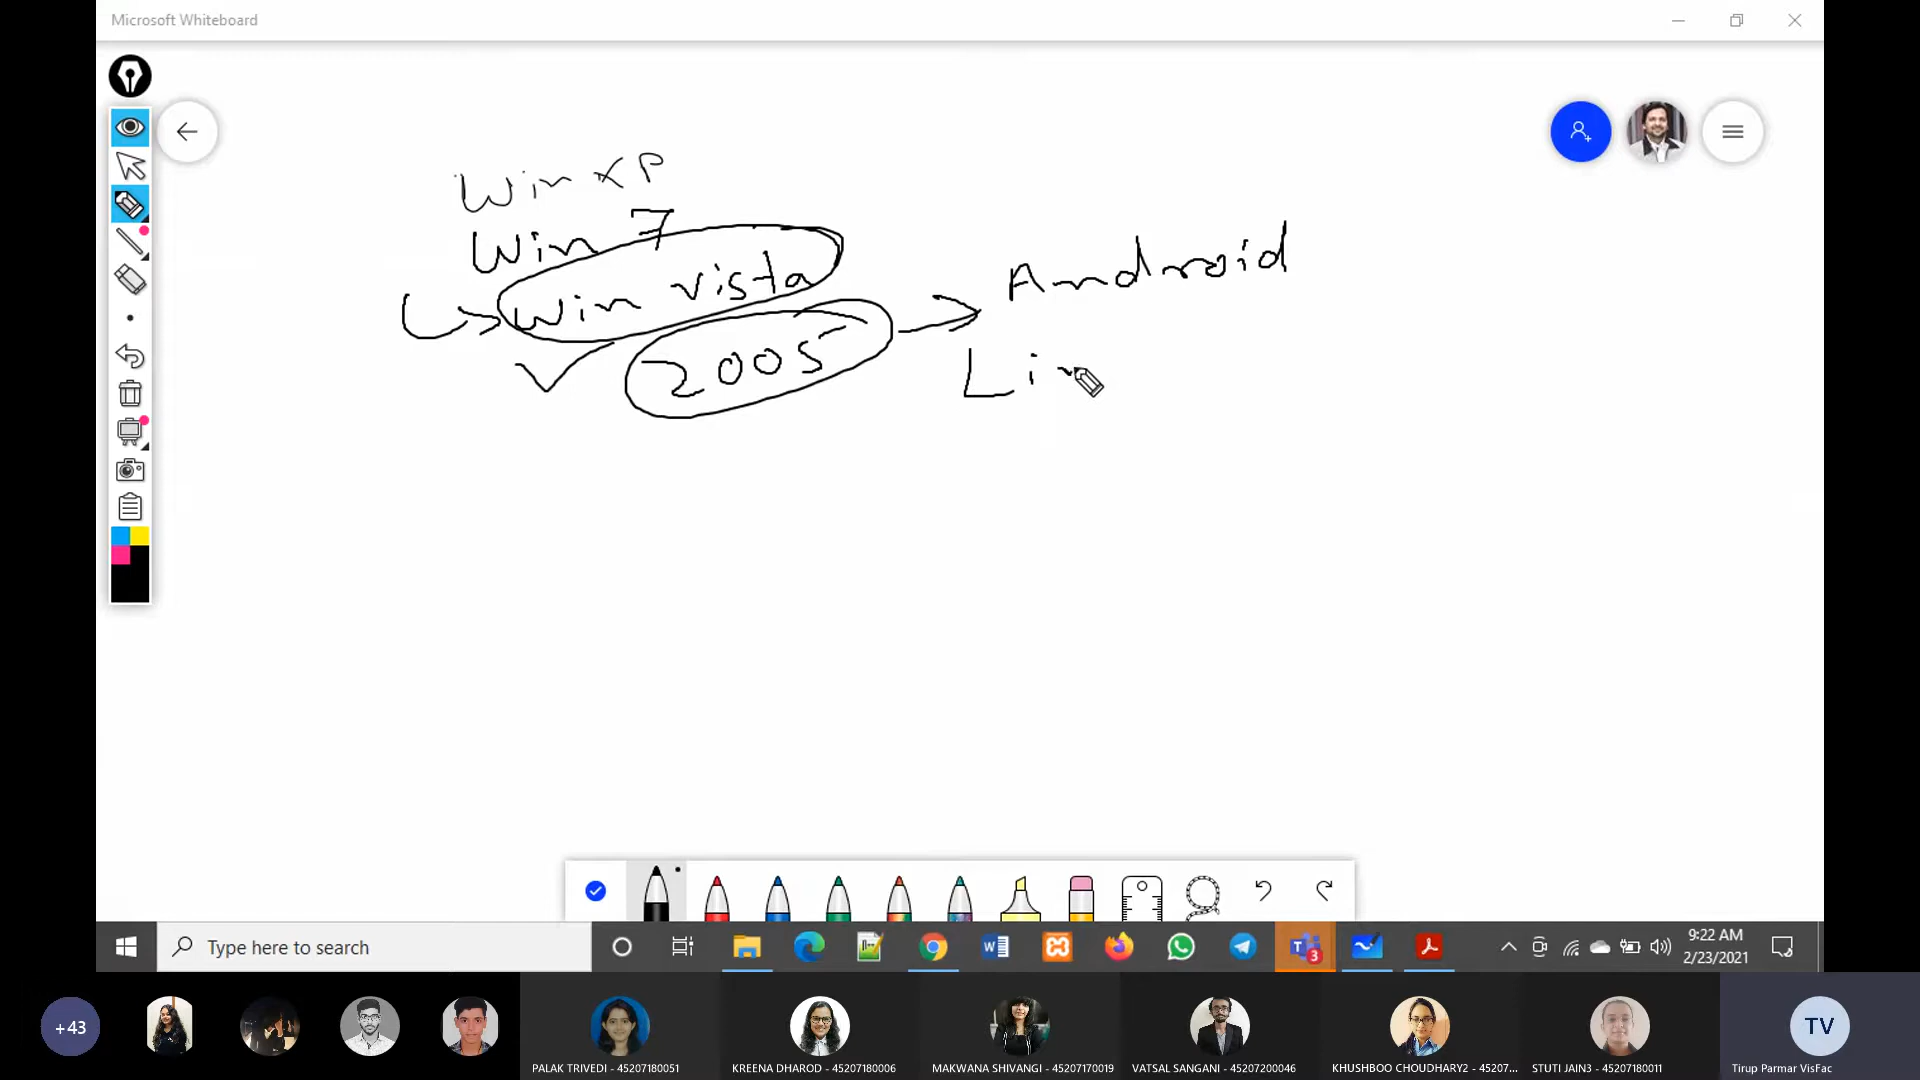 Microsoft Whiteboard
Win XP
Win 7
Win vista
2005
Android
Li
Type here to search
3
9:22 AM
2/23/2021
+43
PALAK TRIVEDI - 45207180051
KREENA DHAROD - 45207180006
MAKWANA SHIVANGI - 45207170019
VATSAL SANGANI - 45207200046
KHUSHBOO CHOUDHARY2 - 45207...
STUTI JAIN3 - 45207180011
TV
Tirup Parmar VisFac